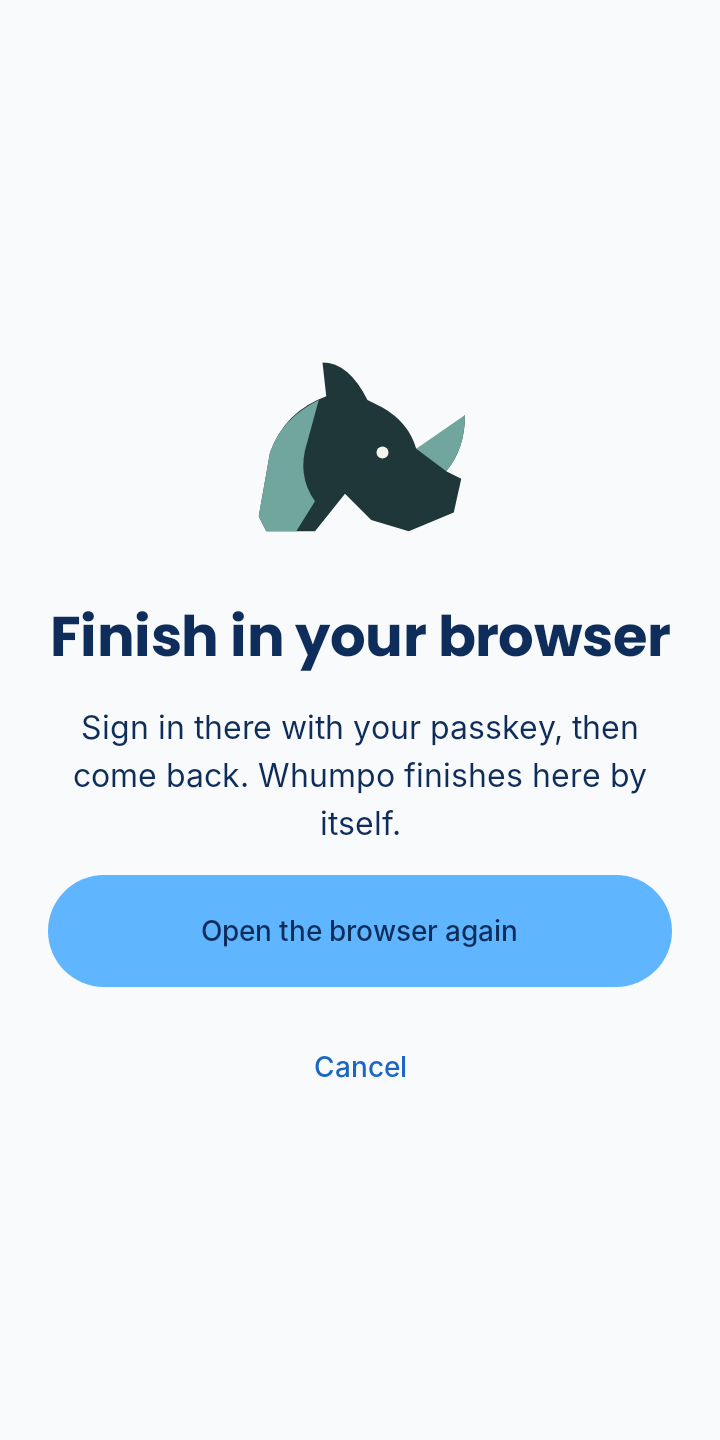 Finish in your browser
Sign in there with your passkey, then
come back. Whumpo finishes here by
itself.
Open the browser again
Cancel